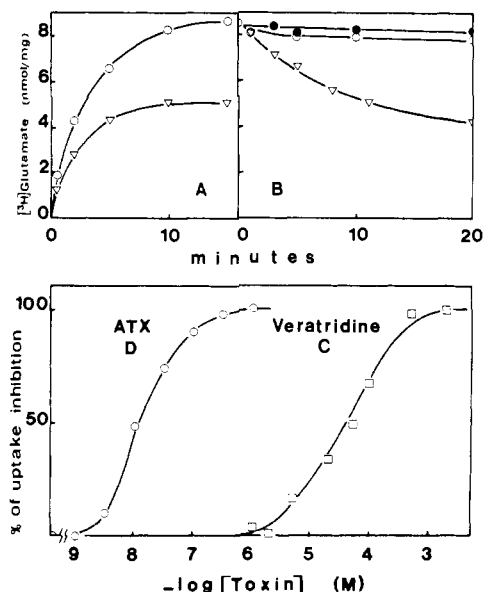 [³H]Glutamate (nmol/mg)
8
6
4
2
0
A
B
0 10 0 10 20
minutes
% of uptake inhibition
100
50
ATX
D
Veratridine
C
9 8 7 6 5 4 3
-log[Toxin] (M)